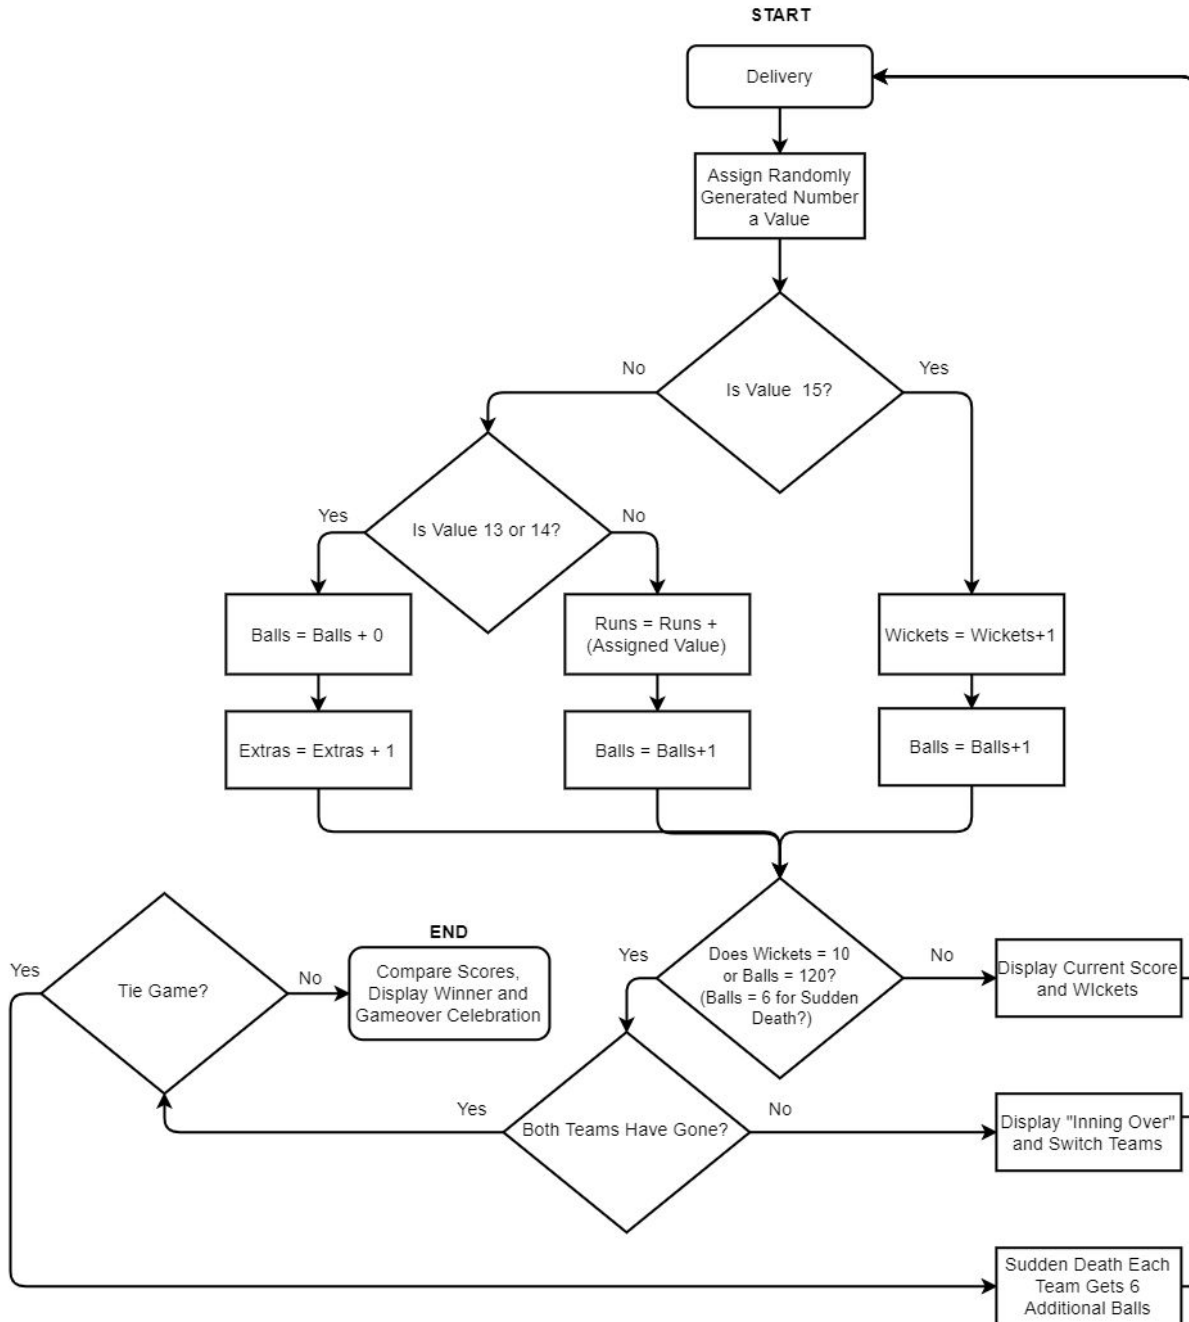 START
Delivery
Assign Randomly
Generated Number
a Value
No
Yes
Is Value 15?
Yes
Is Value 13 or 14?
No
Balls = Balls + 0
Runs = Runs +
(Assigned Value)
Wickets = Wickets+1
Extras = Extras + 1
Balls = Balls+1
Balls = Balls+1
Yes
Tie Game?
No
END
Compare Scores,
Display Winner and
Gameover Celebration
Yes
Does Wickets = 10
or Balls = 120?
(Balls = 6 for Sudden
Death?)
No
Display Current Score
and WIckets
Yes
Both Teams Have Gone?
No
Display "Inning Over"
and Switch Teams
Sudden Death Each
Team Gets 6
Additional Balls